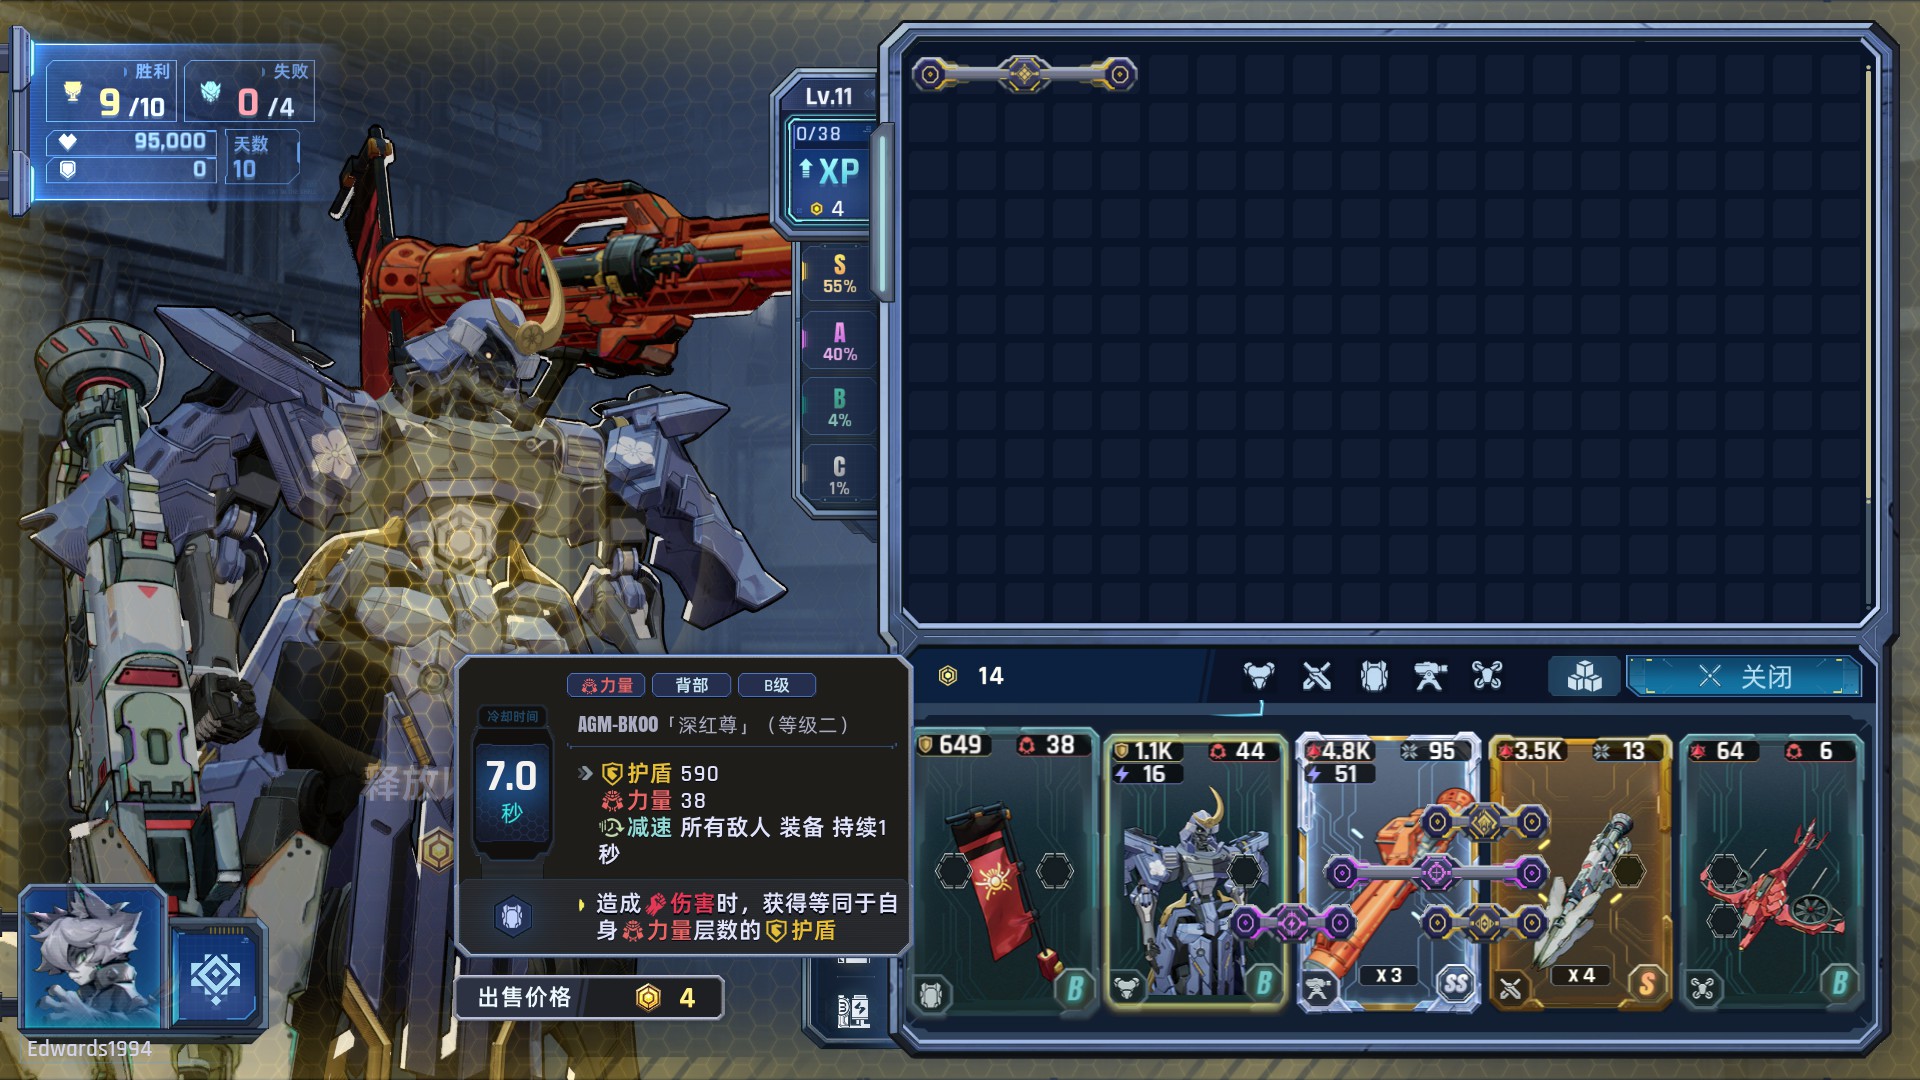 胜利
9 /10
失败
0 /4
95,000
0
天数
10
Lv.11
0/38
XP
4
S
55%
A
40%
B
4%
C
1%
释放
力量
背部
B级
冷却时间
7.0
秒
AGM-BK00「深红尊」（等级二）
护盾 590
力量 38
减速 所有敌人 装备 持续1
秒
造成 伤害时，获得等同于自
身 力量层数的 护盾
出售价格
4
Edwards1994
14
关闭
649
38
B
1.1K
44
16
B
4.8K
95
51
x3
SS
3.5K
13
x4
S
64
6
B